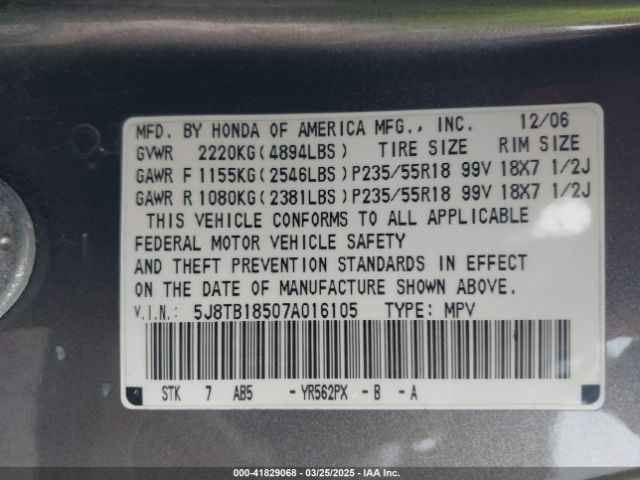 MFD. BY HONDA OF AMERICA MFG., INC. 12/06
GVWR 2220KG(4894LBS) TIRE SIZE RIM SIZE
GAWR F 1155KG(2546LBS)P235/55R18 99V 18X7 1/2J
GAWR R 1080KG(2381LBS)P235/55R18 99V 18X7 1/2J
THIS VEHICLE CONFORMS TO ALL APPLICABLE
FEDERAL MOTOR VEHICLE SAFETY
AND THEFT PREVENTION STANDARDS IN EFFECT
ON THE DATE OF MANUFACTURE SHOWN ABOVE.
V.I.N.: 5J8TB18507A016105 TYPE: MPV
STK 7 AB5 -YR562PX - B - A
000-41829068 - 03/25/2025 - IAA Inc.